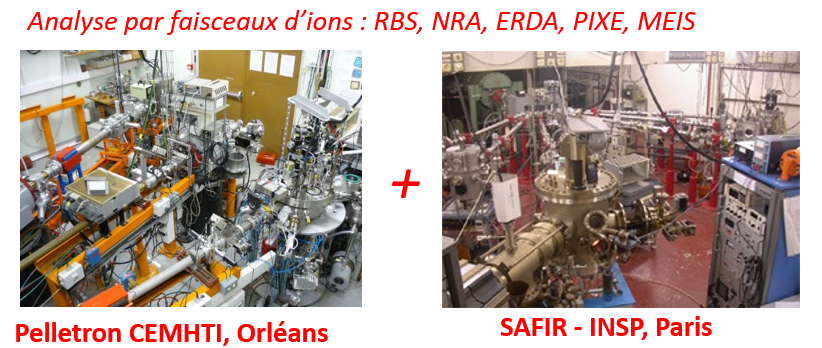 Analyse par faisceaux d'ions : RBS, NRA, ERDA, PIXE, MEIS
+
Pelletron CEMHTI, Orléans
SAFIR - INSP, Paris